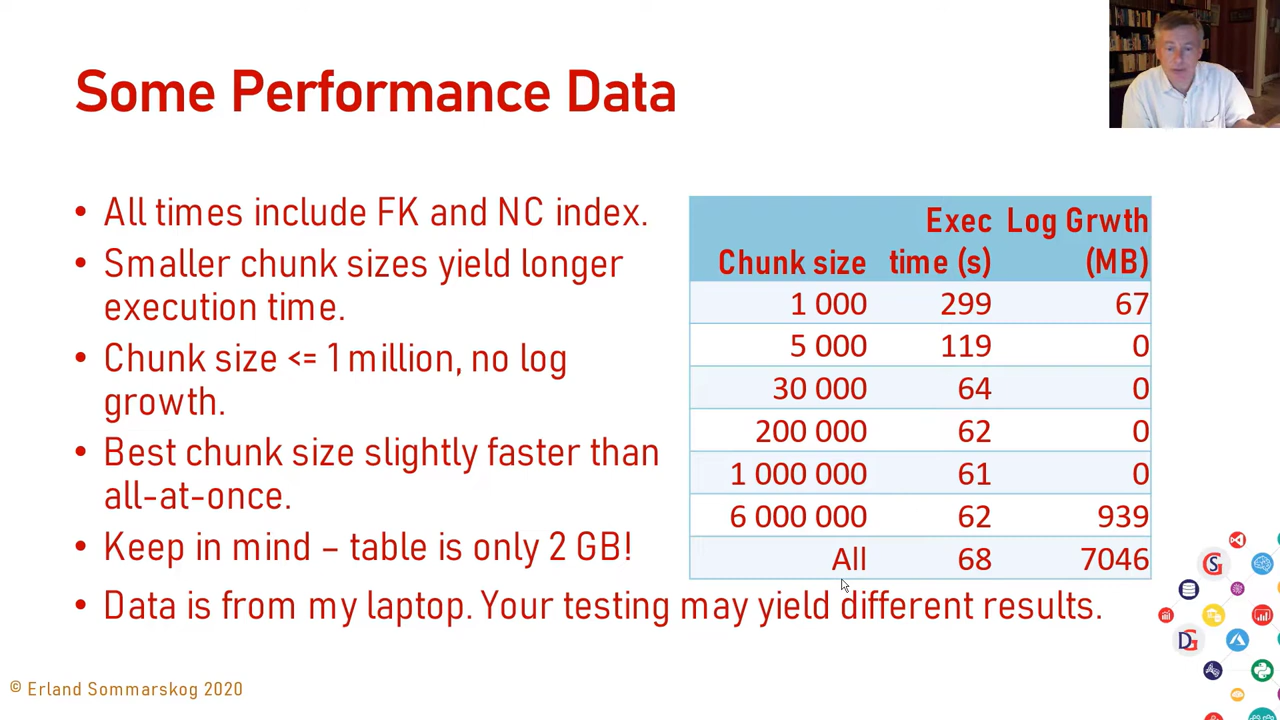 Some Performance Data
• All times include FK and NC index.
• Smaller chunk sizes yield longer
execution time.
• Chunk size <= 1 million, no log
growth.
• Best chunk size slightly faster than
all-at-once.
• Keep in mind – table is only 2 GB!
• Data is from my laptop. Your testing may yield different results.
Chunk size Exec time (s) Log Grwth (MB)
1 000 299 67
5 000 119 0
30 000 64 0
200 000 62 0
1 000 000 61 0
6 000 000 62 939
All 68 7046
© Erland Sommarskog 2020